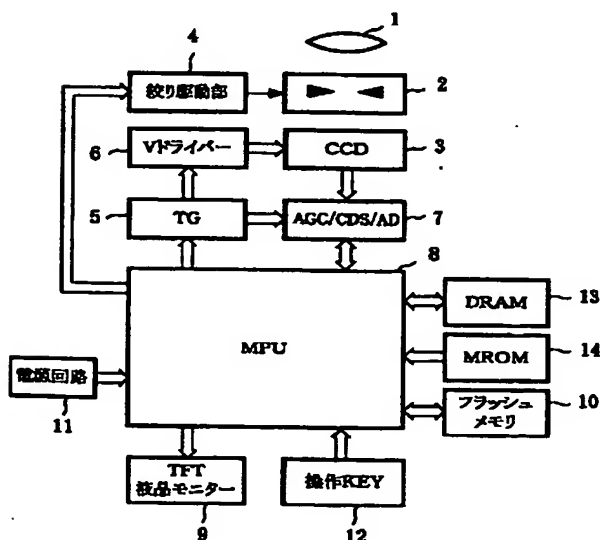 1
4
絞り駆動部
2
6
Vドライバー
CCD
3
5
TG
AGC/CDS/AD
7
8
MPU
DRAM
13
MROM
14
フラッシュ
メモリ
10
電源回路
11
TFT
液晶モニター
9
操作KEY
12